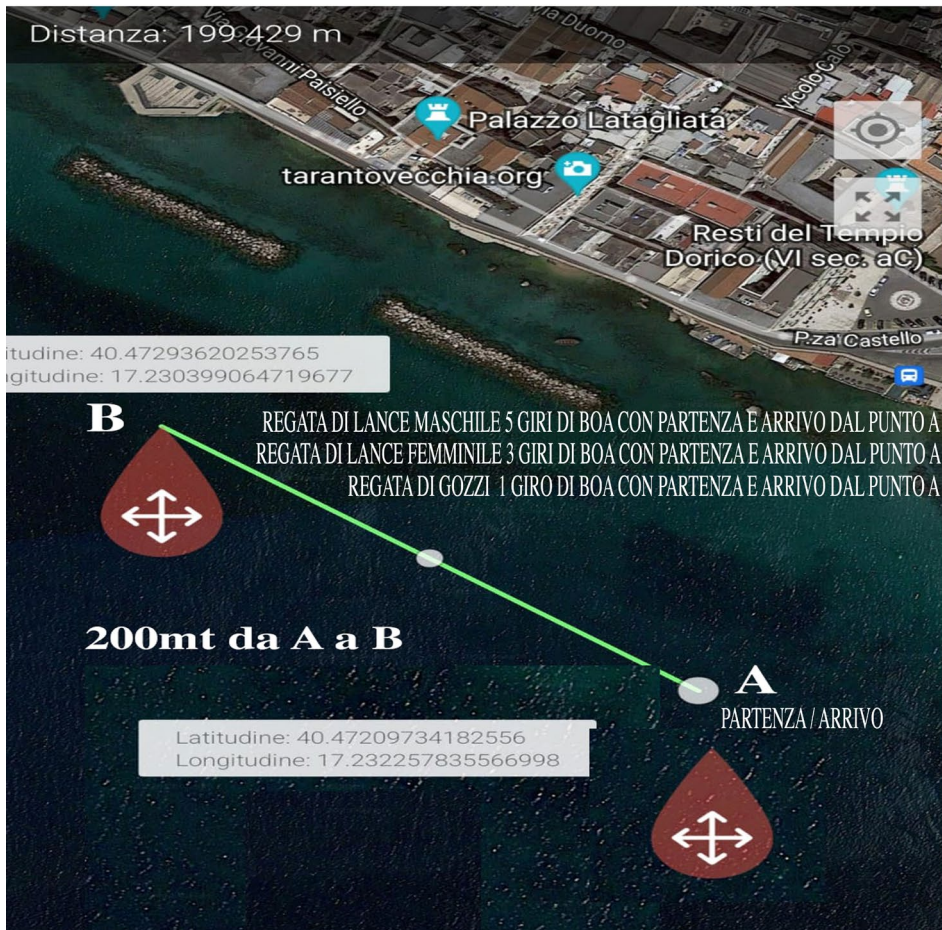 Distanza: 199.429 m
Via Giovanni Paisiello
Via Duomo
Vicolo Calò
Palazzo Latagliata
tarantovecchia.org
Resti del Tempio
Dorico (VI sec. aC)
P.za Castello
itudine: 40.47293620253765
ngitudine: 17.230399064719677
B
REGATA DI LANCE MASCHILE 5 GIRI DI BOA CON PARTENZA E ARRIVO DAL PUNTO A
REGATA DI LANCE FEMMINILE 3 GIRI DI BOA CON PARTENZA E ARRIVO DAL PUNTO A
REGATA DI GOZZI 1 GIRO DI BOA CON PARTENZA E ARRIVO DAL PUNTO A
200mt da A a B
A
PARTENZA / ARRIVO
Latitudine: 40.47209734182556
Longitudine: 17.232257835566998